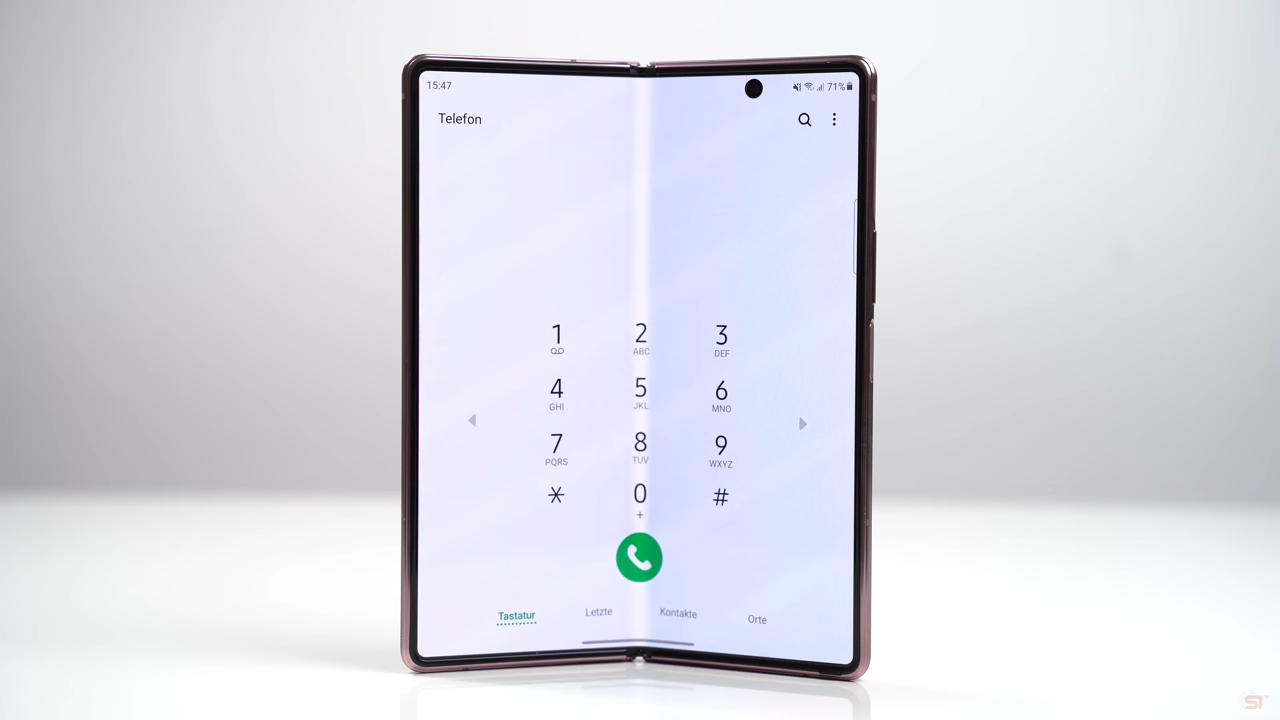 15:47
71%
Telefon
1 2 3
ABC DEF
4 5 6
GHI JKL MNO
7 8 9
PQRS TUV WXYZ
* 0 #
+
Tastatur Letzte Kontakte Orte
ST